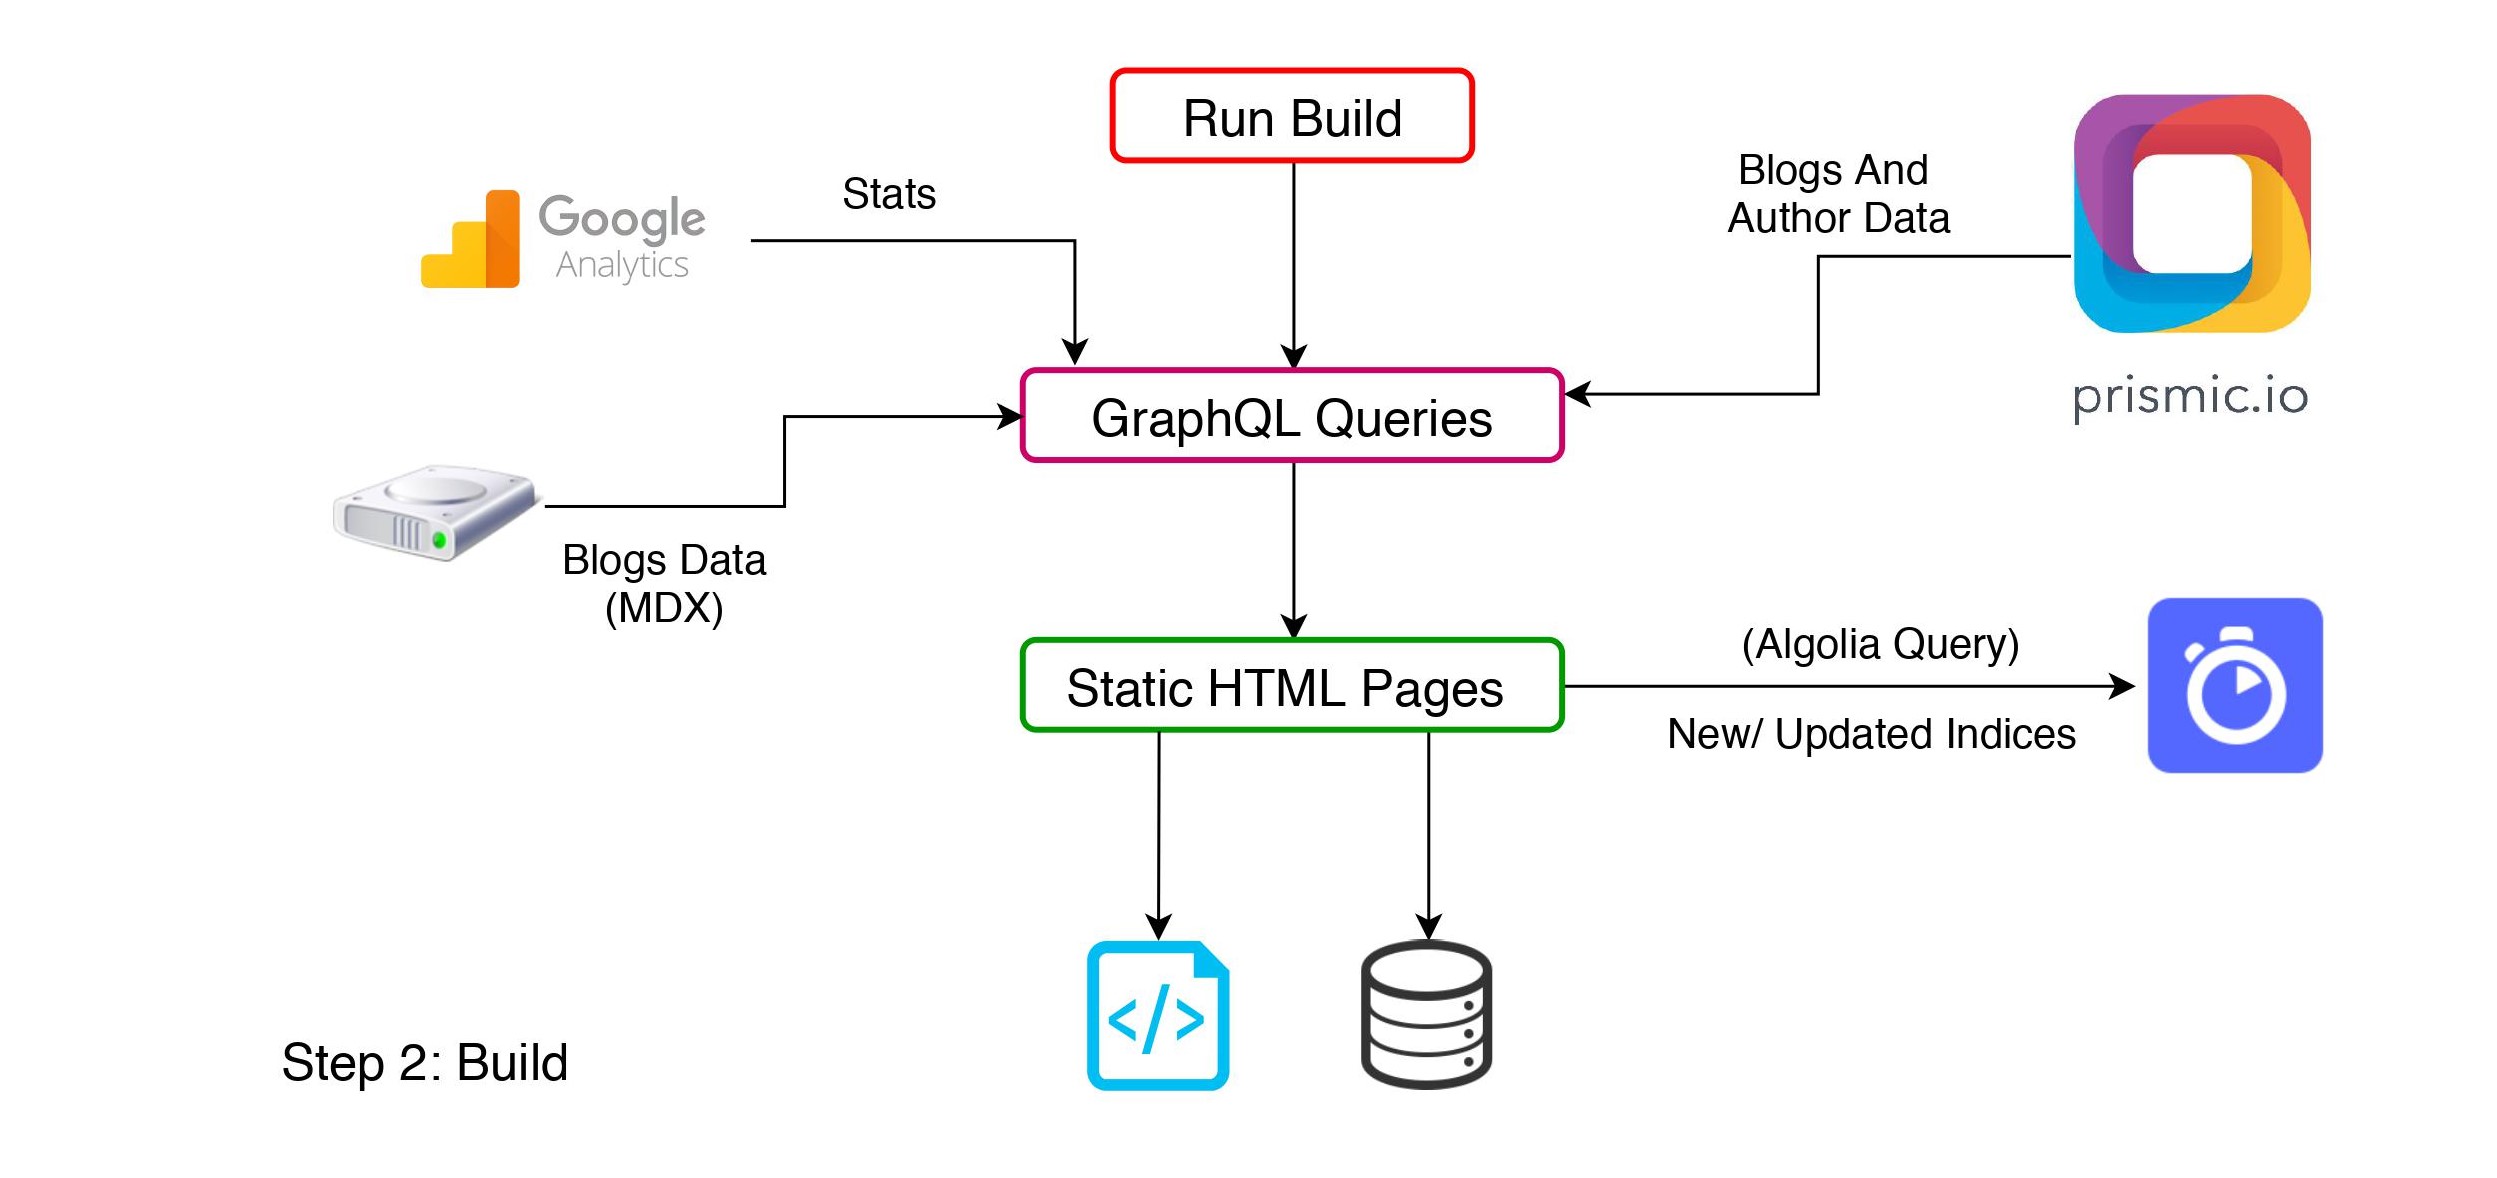 Run Build
Stats
Google
Analytics
Blogs And
Author Data
prismic.io
GraphQL Queries
Blogs Data
(MDX)
Static HTML Pages
(Algolia Query)
New/ Updated Indices
</>
Step 2: Build